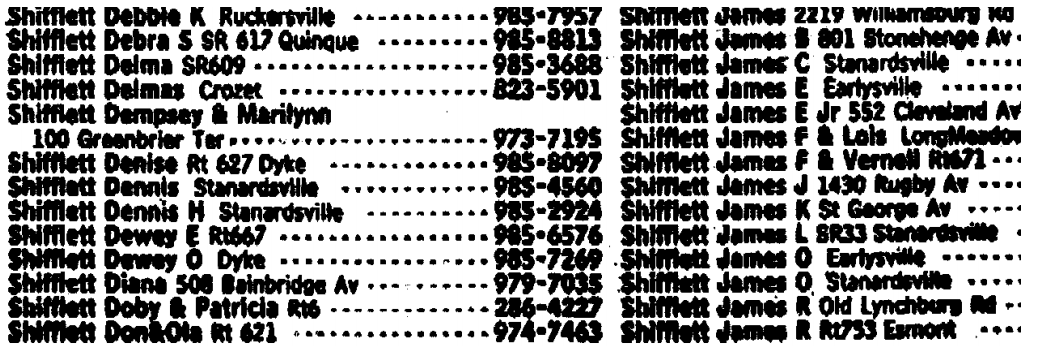 Shifflett Debbie K Ruckersville ------------ 985-7957
Shifflett Debra S SR 617 Quinque --------- 985-8813
Shifflett Delma SR609 ---------------- 985-3688
Shifflett Delmas Crozet --------------- 823-5901
Shifflett Dempsey & Marilynn
100 Greenbrier Ter ----------------- 973-7195
Shifflett Denise Rt 627 Dyke ----------- 985-8097
Shifflett Dennis Stanardsville ----------- 985-4560
Shifflett Dennis H Stanardsville --------- 985-2924
Shifflett Dewey E Rt667 -------------- 985-6576
Shifflett Dewey O Dyke --------------- 985-7269
Shifflett Diana 508 Bainbridge Av --------- 979-7035
Shifflett Doby & Patricia Rt6 ----------- 286-4227
Shifflett Don&Ola Rt 621 ------------- 974-7463
Shifflett James 2219 Williamsburg Rd
Shifflett James B 801 Stonehenge Av -
Shifflett James C Stanardsville -----
Shifflett James E Earlysville ------
Shifflett James E Jr 552 Cleveland Av
Shifflett James F & Lois LongMeadow
Shifflett James F & Vernell Rt671 ---
Shifflett James J 1430 Rugby Av ----
Shifflett James K St George Av ----
Shifflett James L SR33 Stanardsville -
Shifflett James O Earlysville ------
Shifflett James O Stanardsville -----
Shifflett James R Old Lynchburg Rd --
Shifflett James R Rt753 Esmont ----